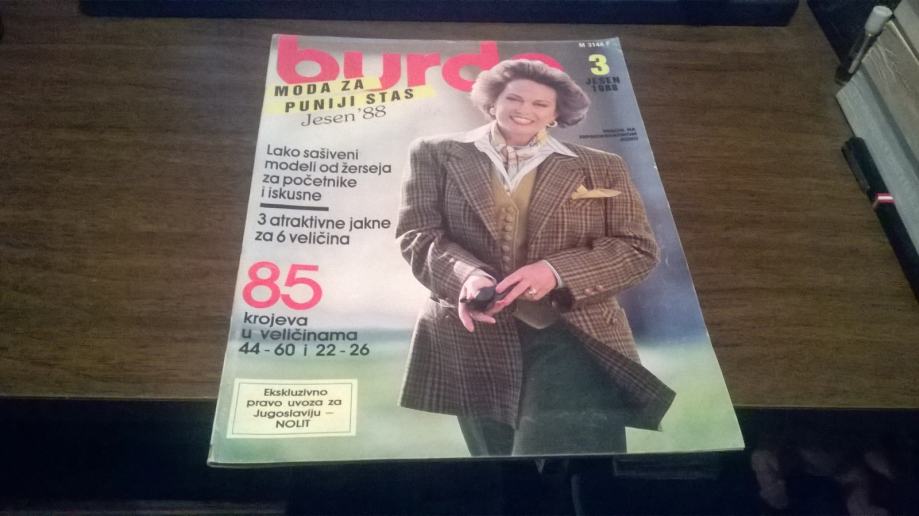 burda
M 3144 F
3
JESEN
1988
MODA ZA
PUNIJI STAS
Jesen '88
Lako sašiveni
modeli od žerseja
za početnike
i iskusne
3 atraktivne jakne
za 6 veličina
85
krojeva
u veličinama
44-60 i 22-26
Ekskluzivno
pravo uvoza za
Jugoslaviju –
NOLIT